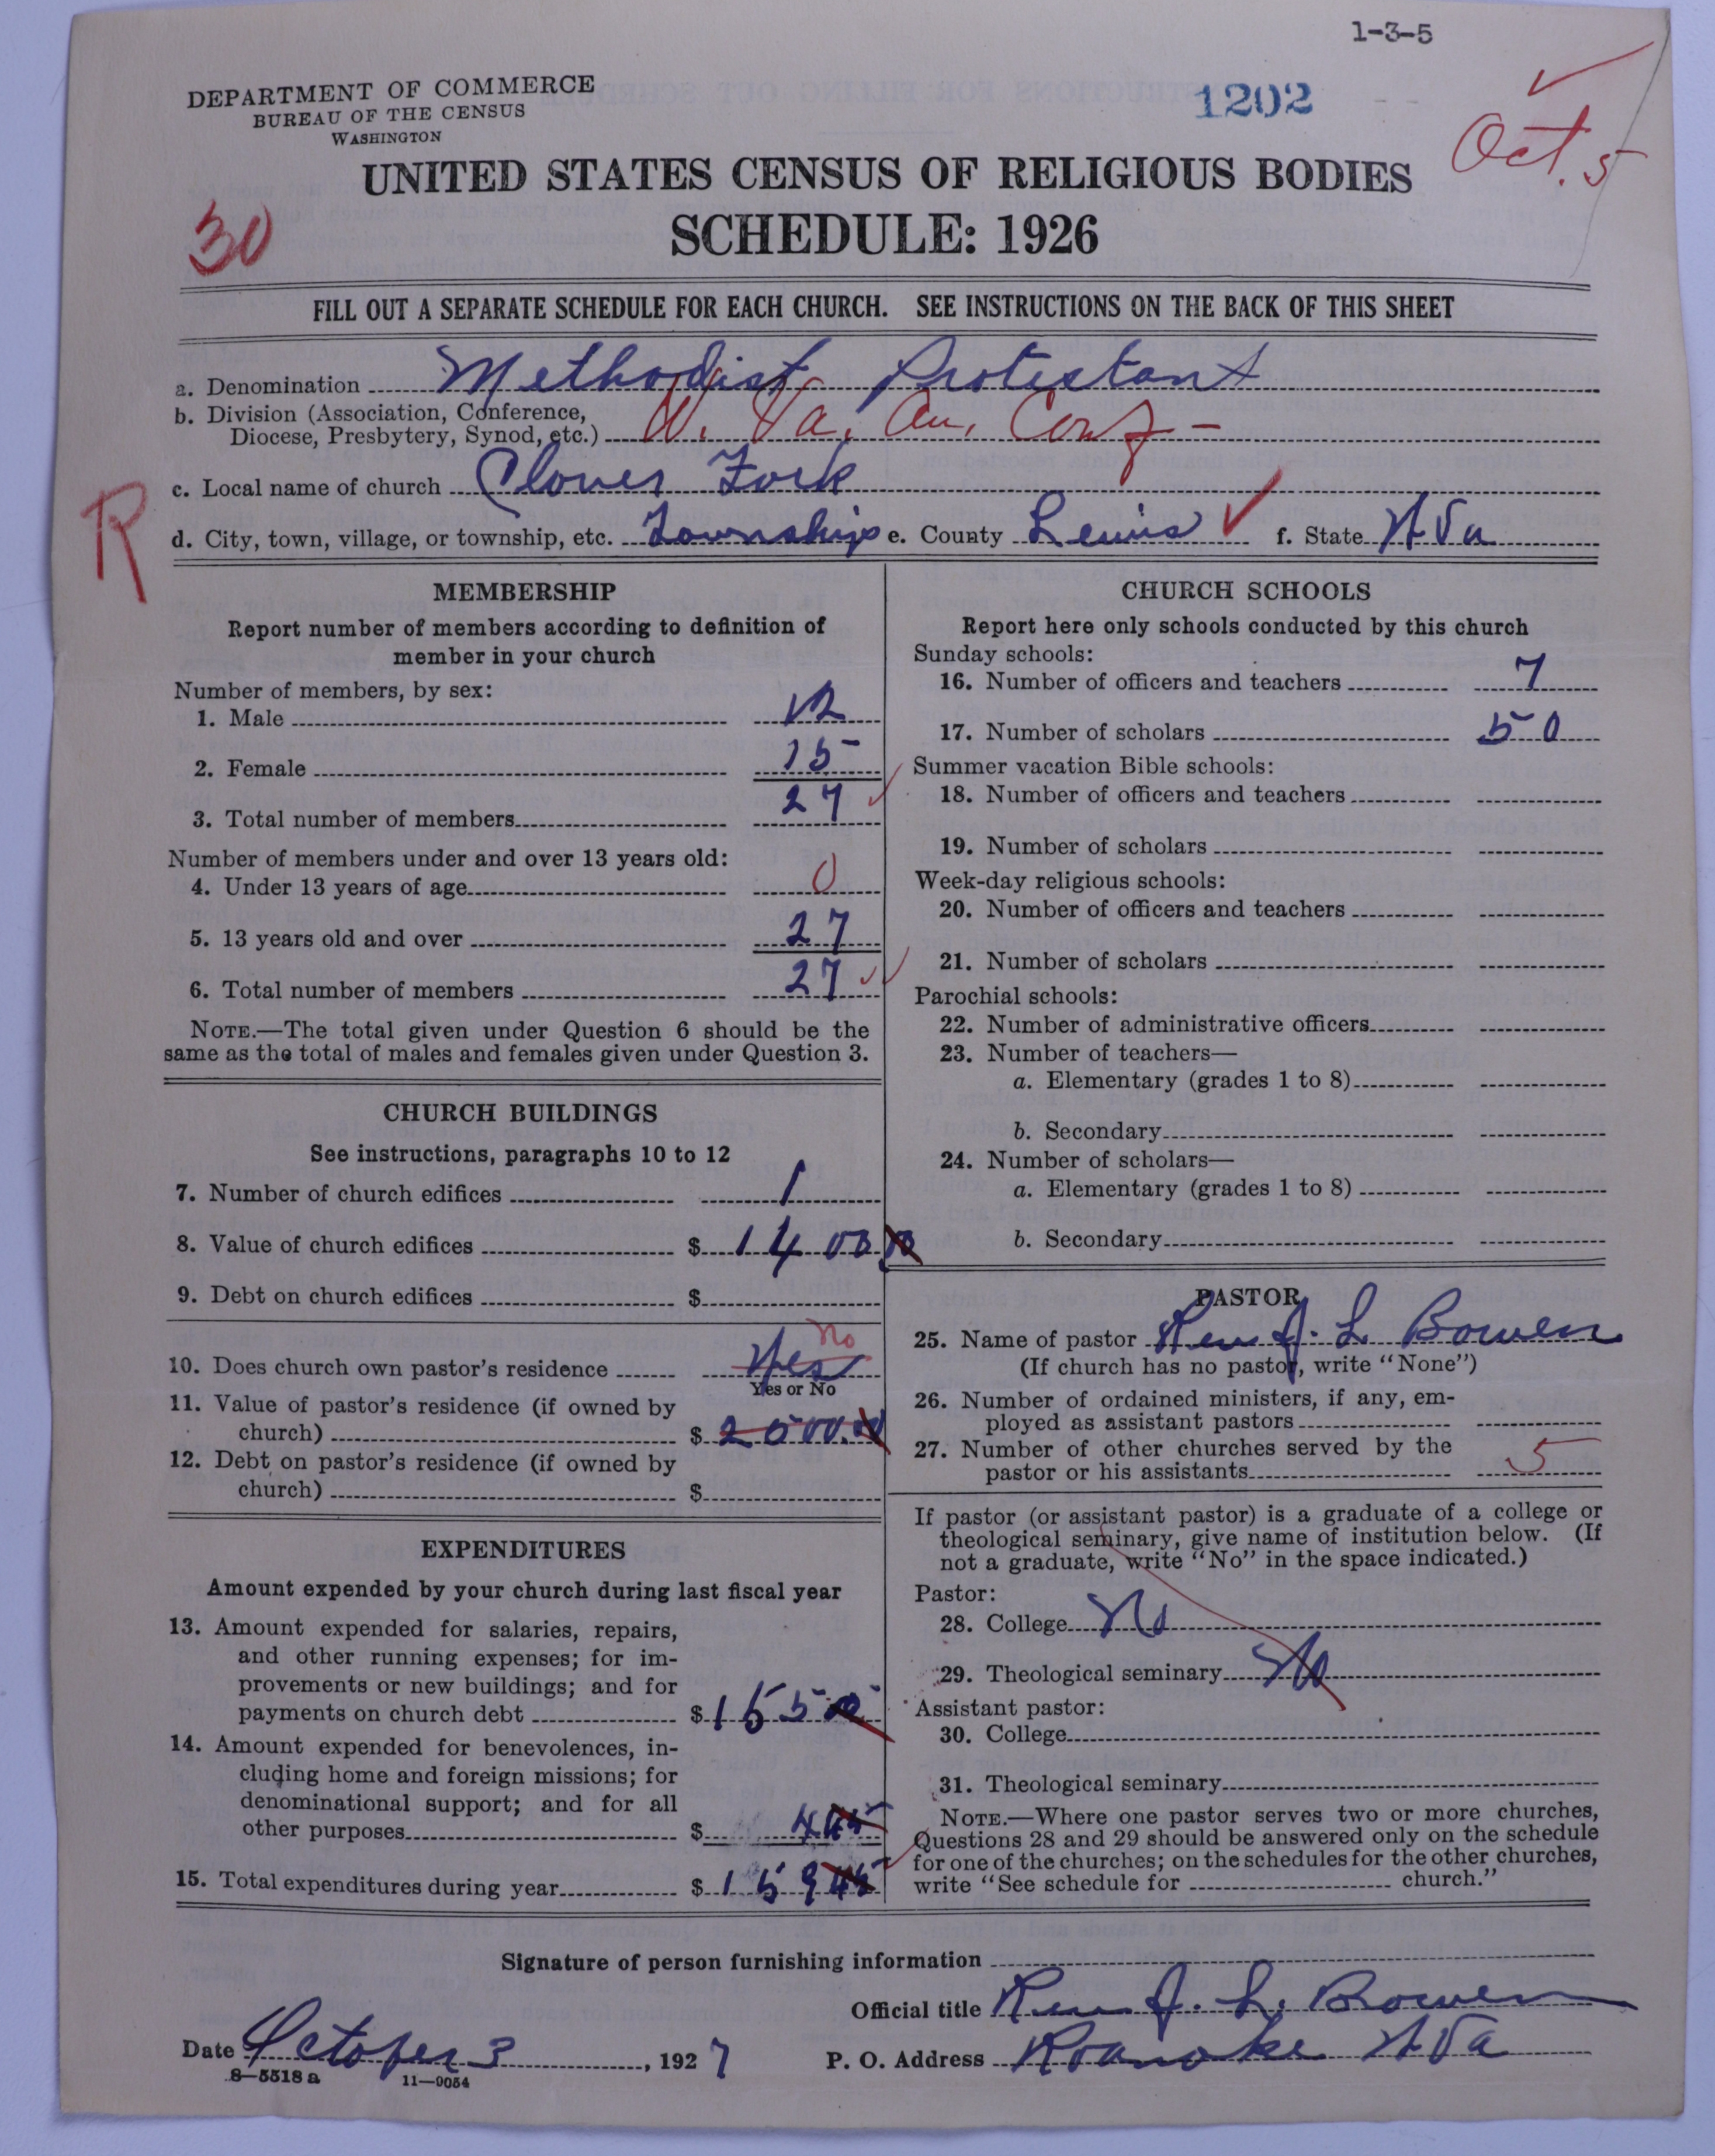 1-3-5
DEPARTMENT OF COMMERCE
BUREAU OF THE CENSUS
WASHINGTON
1202
Oct. 5
UNITED STATES CENSUS OF RELIGIOUS BODIES
30
SCHEDULE: 1926
FILL OUT A SEPARATE SCHEDULE FOR EACH CHURCH. SEE INSTRUCTIONS ON THE BACK OF THIS SHEET
a. Denomination Methodist Protestant
b. Division (Association, Conference,
Diocese, Presbytery, Synod, etc.) W. Va. An. Conf -
c. Local name of church Clover Fork
R
d. City, town, village, or township, etc. Township e. County Lewis f. State W Va
MEMBERSHIP
Report number of members according to definition of
member in your church
Number of members, by sex:
1. Male 12
2. Female 15
3. Total number of members 27
Number of members under and over 13 years old:
4. Under 13 years of age 0
5. 13 years old and over 27
6. Total number of members 27
NOTE.—The total given under Question 6 should be the
same as the total of males and females given under Question 3.
CHURCH BUILDINGS
See instructions, paragraphs 10 to 12
7. Number of church edifices 1
8. Value of church edifices $ 1400
9. Debt on church edifices $
10. Does church own pastor's residence Yes No
Yes or No
11. Value of pastor's residence (if owned by
church) $ 2000.00
12. Debt on pastor's residence (if owned by
church) $
EXPENDITURES
Amount expended by your church during last fiscal year
13. Amount expended for salaries, repairs,
and other running expenses; for im-
provements or new buildings; and for
payments on church debt $ 155
14. Amount expended for benevolences, in-
cluding home and foreign missions; for
denominational support; and for all
other purposes $ 4
15. Total expenditures during year $ 159
CHURCH SCHOOLS
Report here only schools conducted by this church
Sunday schools:
16. Number of officers and teachers 7
17. Number of scholars 50
Summer vacation Bible schools:
18. Number of officers and teachers
19. Number of scholars
Week-day religious schools:
20. Number of officers and teachers
21. Number of scholars
Parochial schools:
22. Number of administrative officers
23. Number of teachers—
a. Elementary (grades 1 to 8)
b. Secondary
24. Number of scholars—
a. Elementary (grades 1 to 8)
b. Secondary
PASTOR
25. Name of pastor Rev J. L. Bowen
(If church has no pastor, write "None")
26. Number of ordained ministers, if any, em-
ployed as assistant pastors
27. Number of other churches served by the
pastor or his assistants 5
If pastor (or assistant pastor) is a graduate of a college or
theological seminary, give name of institution below. (If
not a graduate, write "No" in the space indicated.)
Pastor:
28. College No
29. Theological seminary No
Assistant pastor:
30. College
31. Theological seminary
NOTE.—Where one pastor serves two or more churches,
Questions 28 and 29 should be answered only on the schedule
for one of the churches; on the schedules for the other churches,
write "See schedule for church."
Signature of person furnishing information
Official title Rev J. L. Bowen
Date October 3, 1927 P. O. Address Roanoke W Va
8—5518 a 11—9054